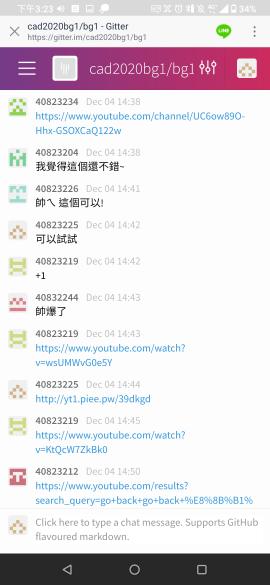 下午3:23
34%
cad2020bg1/bg1 - Gitter
https://gitter.im/cad2020bg1/bg1
LINE
cad2020bg1/bg1
40823234 Dec 04 14:38
https://www.youtube.com/channel/UC6ow89O-
Hhx-GSOXCaQ122w
40823204 Dec 04 14:38
我覺得這個還不錯~
40823226 Dec 04 14:41
帥ㄟ 這個可以!
40823225 Dec 04 14:42
可以試試
40823219 Dec 04 14:42
+1
40823244 Dec 04 14:43
帥爆了
40823219 Dec 04 14:43
https://www.youtube.com/watch?
v=wsUMWvG0e5Y
40823225 Dec 04 14:44
http://yt1.piee.pw/39dkgd
40823219 Dec 04 14:45
https://www.youtube.com/watch?
v=KtQcW7ZkBk0
40823212 Dec 04 14:50
https://www.youtube.com/results?
search_query=go+back+go+back+%E8%8B%B1%
Click here to type a chat message. Supports GitHub
flavoured markdown.